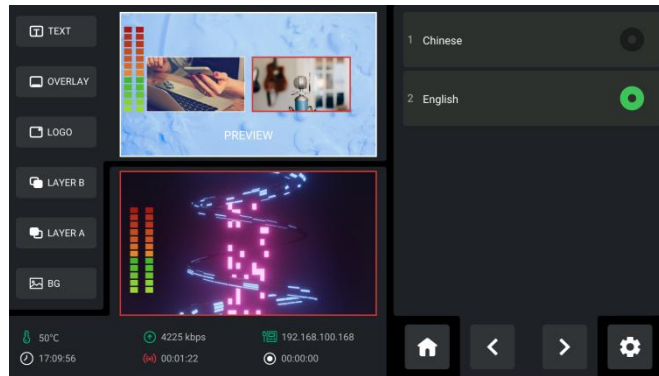 TEXT
OVERLAY
LOGO
LAYER B
LAYER A
BG
PREVIEW
50°C
4225 kbps
192.168.100.168
17:09:56
00:01:22
00:00:00
1 Chinese
2 English